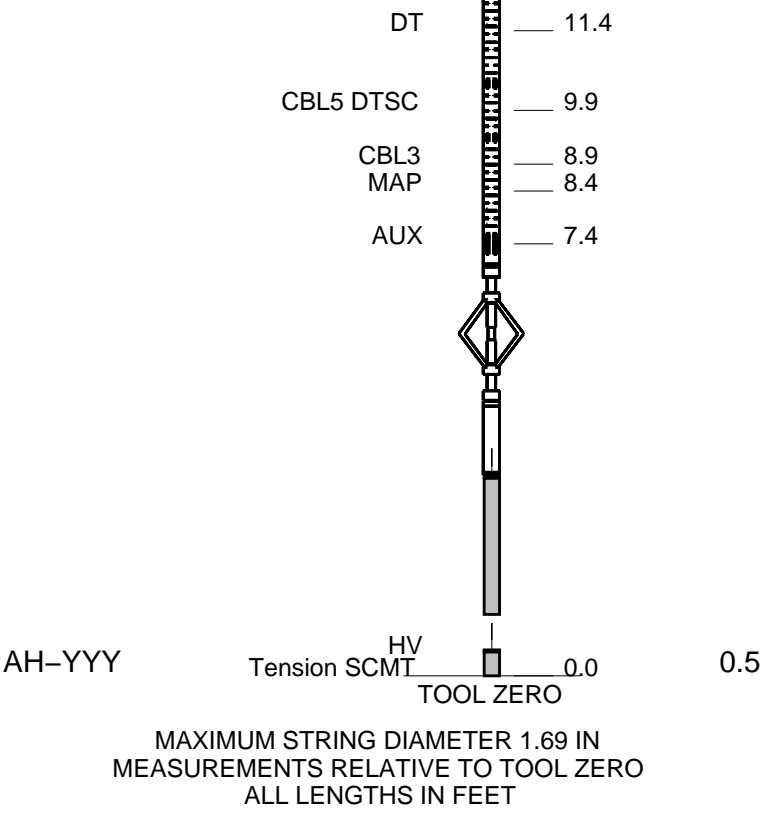 DT 11.4
CBL5 DTSC 9.9
CBL3 8.9
MAP 8.4
AUX 7.4
HV
AH−YYY Tension SCMT 0.0 0.5
TOOL ZERO
MAXIMUM STRING DIAMETER 1.69 IN
MEASUREMENTS RELATIVE TO TOOL ZERO
ALL LENGTHS IN FEET